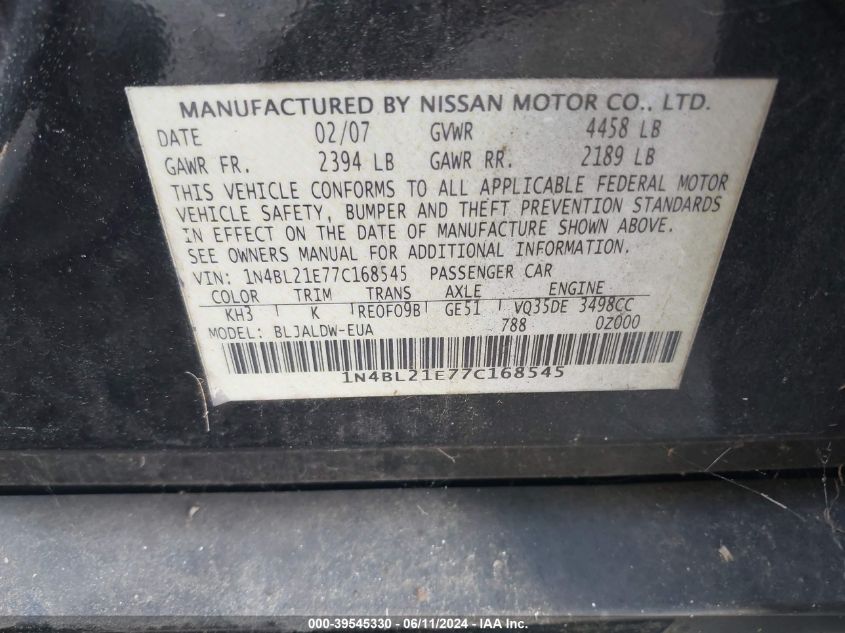 MANUFACTURED BY NISSAN MOTOR CO., LTD.
DATE 02/07 GVWR 4458 LB
GAWR FR. 2394 LB GAWR RR. 2189 LB
THIS VEHICLE CONFORMS TO ALL APPLICABLE FEDERAL MOTOR
VEHICLE SAFETY, BUMPER AND THEFT PREVENTION STANDARDS
IN EFFECT ON THE DATE OF MANUFACTURE SHOWN ABOVE.
SEE OWNERS MANUAL FOR ADDITIONAL INFORMATION.
VIN: 1N4BL21E77C168545 PASSENGER CAR
COLOR TRIM TRANS AXLE ENGINE
KH3 K RE0F09B GE51 VQ35DE 3498CC
MODEL: BLJALDW-EUA 788 0Z000
1N4BL21E77C168545
000-39545330 - 06/11/2024 - IAA Inc.